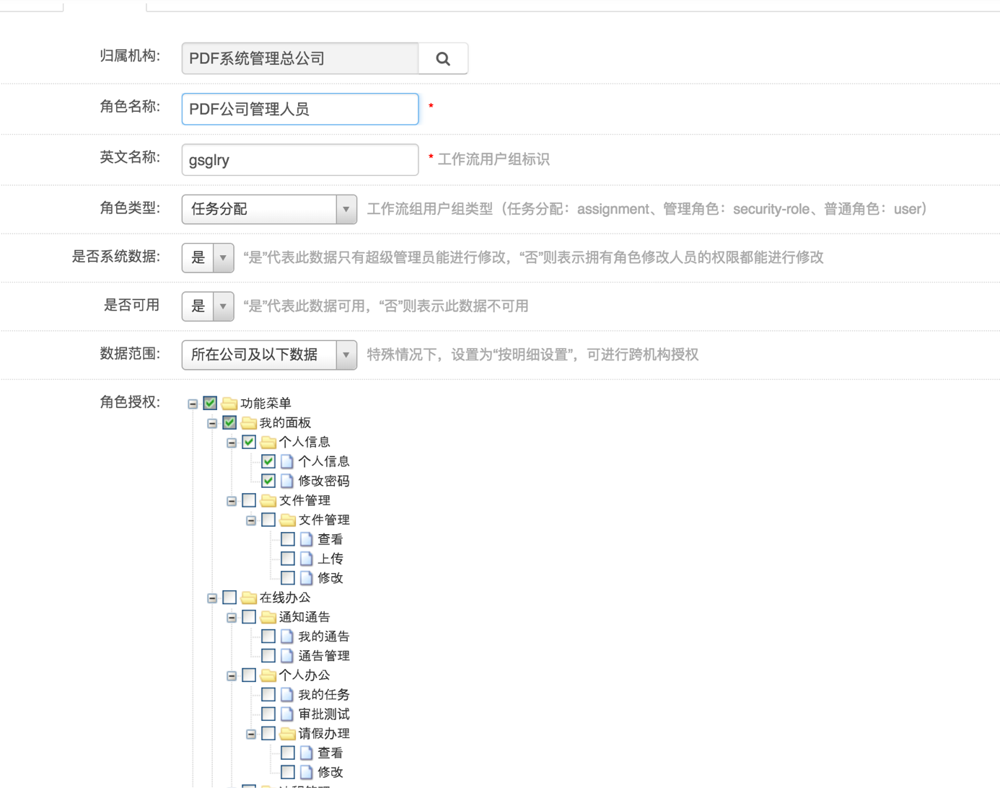 归属机构: PDF系统管理总公司
角色名称: PDF公司管理人员 *
英文名称: gsglry * 工作流用户组标识
角色类型: 任务分配 工作流组用户组类型（任务分配：assignment、管理角色：security-role、普通角色：user）
是否系统数据: 是 “是”代表此数据只有超级管理员能进行修改，“否”则表示拥有角色修改人员的权限都能进行修改
是否可用 是 “是”代表此数据可用，“否”则表示此数据不可用
数据范围: 所在公司及以下数据 特殊情况下，设置为“按明细设置”，可进行跨机构授权
角色授权: 功能菜单
我的面板
个人信息
个人信息
修改密码
文件管理
文件管理
查看
上传
修改
在线办公
通知通告
我的通告
通告管理
个人办公
我的任务
审批测试
请假办理
查看
修改